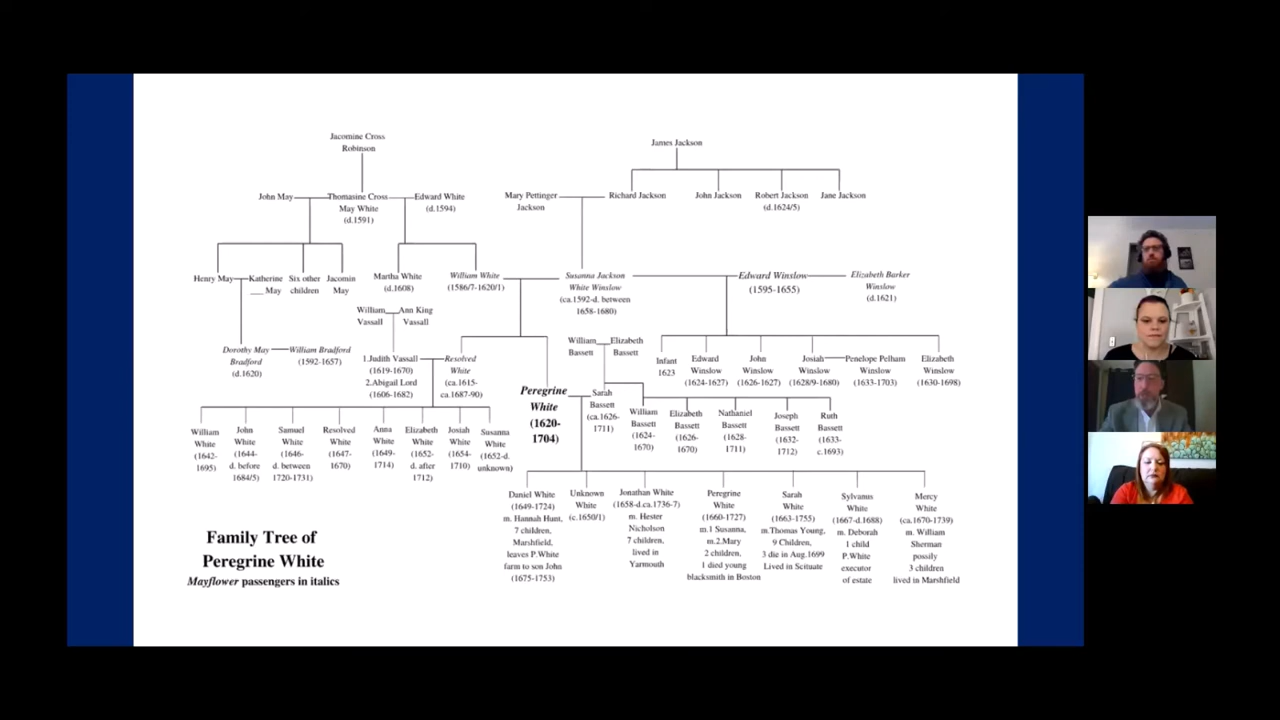 Jacomine Cross
Robinson
James Jackson
John May
Thomasine Cross
May White
(d.1591)
Edward White
(d.1594)
Mary Pettinger
Jackson
Richard Jackson
John Jackson
Robert Jackson
(d.1624/5)
Jane Jackson
Henry May
Katherine
___ May
Six other
children
Jacomin
May
Martha White
(d.1608)
William White
(1586/7-1620/1)
Susanna Jackson
White Winslow
(ca.1592-d. between
1658-1680)
Edward Winslow
(1595-1655)
Elizabeth Barker
Winslow
(d.1621)
William
Vassall
Ann King
Vassall
Dorothy May
Bradford
(d.1620)
William Bradford
(1592-1657)
1.Judith Vassall
(1619-1670)
2.Abigail Lord
(1606-1682)
Resolved
White
(ca.1615-
ca.1687-90)
William
Bassett
Elizabeth
Bassett
Infant
1623
Edward
Winslow
(1624-1627)
John
Winslow
(1626-1627)
Josiah
Winslow
(1628/9-1680)
Penelope Pelham
Winslow
(1633-1703)
Elizabeth
Winslow
(1630-1698)
Peregrine
White
(1620-
1704)
Sarah
Bassett
(ca.1626-
1711)
William
Bassett
(1624-
1670)
Elizabeth
Bassett
(1626-
1670)
Nathaniel
Bassett
(1628-
1711)
Joseph
Bassett
(1632-
1712)
Ruth
Bassett
(1633-
c.1693)
William
White
(1642-
1695)
John
White
(1644-
d. before
1684/5)
Samuel
White
(1646-
d. between
1720-1731)
Resolved
White
(1647-
1670)
Anna
White
(1649-
1714)
Elizabeth
White
(1652-
d. after
1712)
Josiah
White
(1654-
1710)
Susanna
White
(1652-d.
unknown)
Daniel White
(1649-1724)
m. Hannah Hunt,
7 children,
Marshfield,
leaves P.White
farm to son John
(1675-1753)
Unknown
White
(c.1650/1)
Jonathan White
(1658-d.ca.1736-7)
m. Hester
Nicholson
7 children,
lived in
Yarmouth
Peregrine
White
(1660-1727)
m.1 Susanna,
m.2.Mary
2 children,
1 died young
blacksmith in Boston
Sarah
White
(1663-1755)
m.Thomas Young,
9 Children,
3 die in Aug.1699
Lived in Scituate
Sylvanus
White
(1667-d.1688)
m. Deborah
1 child
P.White
executor
of estate
Mercy
White
(ca.1670-1739)
m. William
Sherman
possily
3 children
lived in Marshfield
Family Tree of
Peregrine White
Mayflower passengers in italics